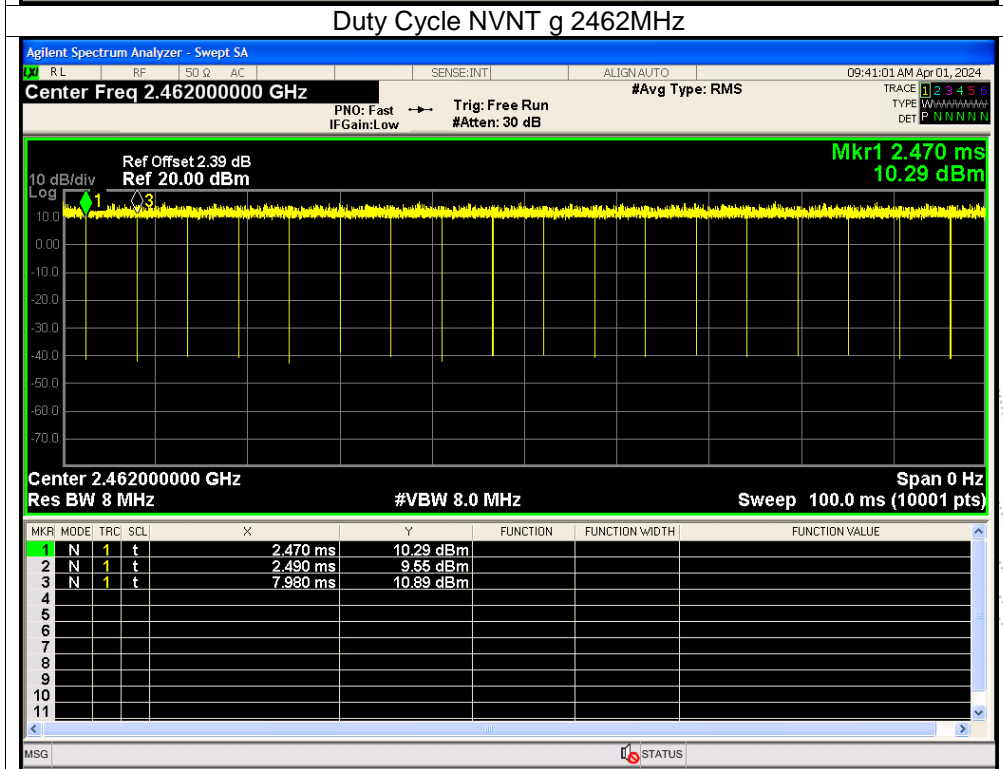 Duty Cycle NVNT g 2462MHz
Agilent Spectrum Analyzer - Swept SA
LXI RL RF 50 Ω AC SENSE:INT ALIGN AUTO 09:41:01 AM Apr 01, 2024
Center Freq 2.462000000 GHz #Avg Type: RMS TRACE 1 2 3 4 5 6
PNO: Fast Trig: Free Run TYPE WWWWWW
IFGain:Low #Atten: 30 dB DET P N N N N N
Mkr1 2.470 ms
Ref Offset 2.39 dB
10 dB/div Ref 20.00 dBm 10.29 dBm
Log
1 3
10.0
0.00
-10.0
-20.0
-30.0
-40.0
-50.0
-60.0
-70.0
Center 2.462000000 GHz Span 0 Hz
Res BW 8 MHz #VBW 8.0 MHz Sweep 100.0 ms (10001 pts)
MKR MODE TRC SCL X Y FUNCTION FUNCTION WIDTH FUNCTION VALUE
1 N 1 t 2.470 ms 10.29 dBm
2 N 1 t 2.490 ms 9.55 dBm
3 N 1 t 7.980 ms 10.89 dBm
4
5
6
7
8
9
10
11
MSG STATUS